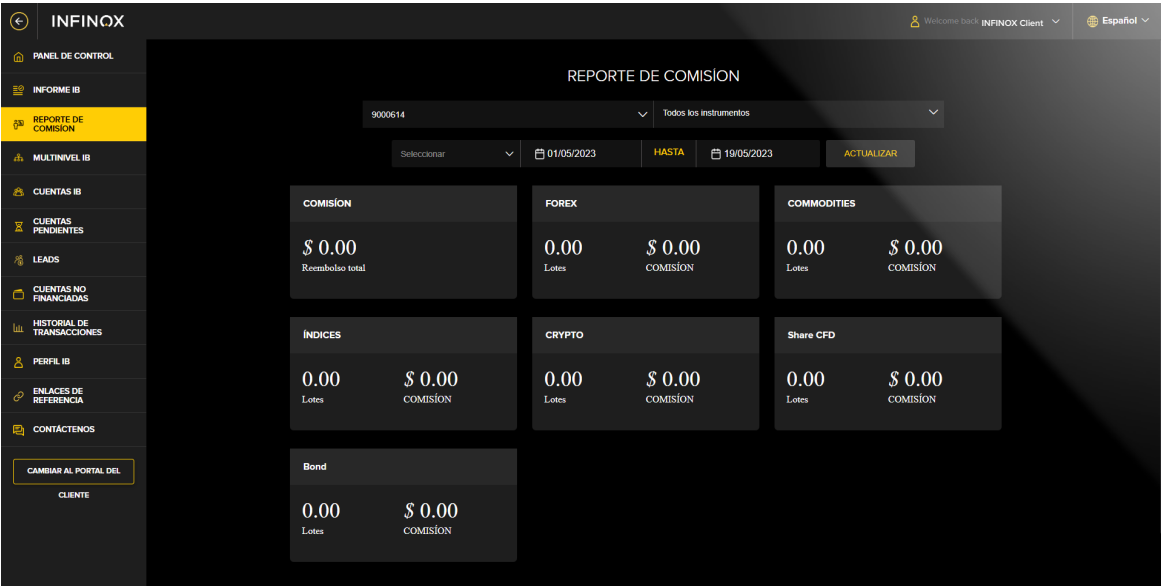 INFINOX
Welcome back INFINOX Client
Español
PANEL DE CONTROL
INFORME IB
REPORTE DE
COMISÍON
MULTINIVEL IB
CUENTAS IB
CUENTAS
PENDIENTES
LEADS
CUENTAS NO
FINANCIADAS
HISTORIAL DE
TRANSACCIONES
PERFIL IB
ENLACES DE
REFERENCIA
CONTÁCTENOS
CAMBIAR AL PORTAL DEL
CLIENTE
REPORTE DE COMISÍON
9000614
Todos los instrumentos
Seleccionar
01/05/2023
HASTA
19/05/2023
ACTUALIZAR
COMISÍON
$ 0.00
Reembolso total
FOREX
0.00 $ 0.00
Lotes COMISÍON
COMMODITIES
0.00 $ 0.00
Lotes COMISÍON
ÍNDICES
0.00 $ 0.00
Lotes COMISÍON
CRYPTO
0.00 $ 0.00
Lotes COMISÍON
Share CFD
0.00 $ 0.00
Lotes COMISÍON
Bond
0.00 $ 0.00
Lotes COMISÍON